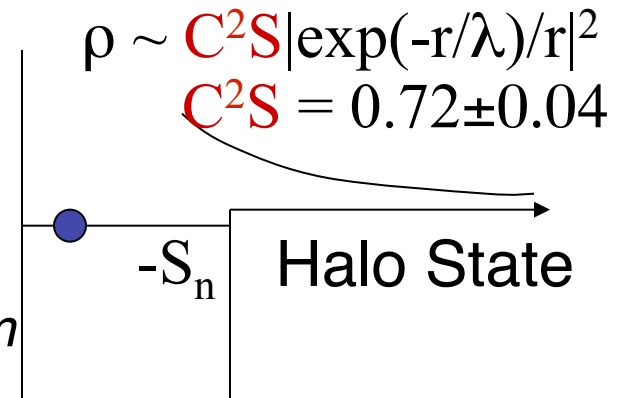 ρ ~ C²S|exp(-r/λ)/r|²
C²S = 0.72±0.04
-Sₙ
Halo State
n